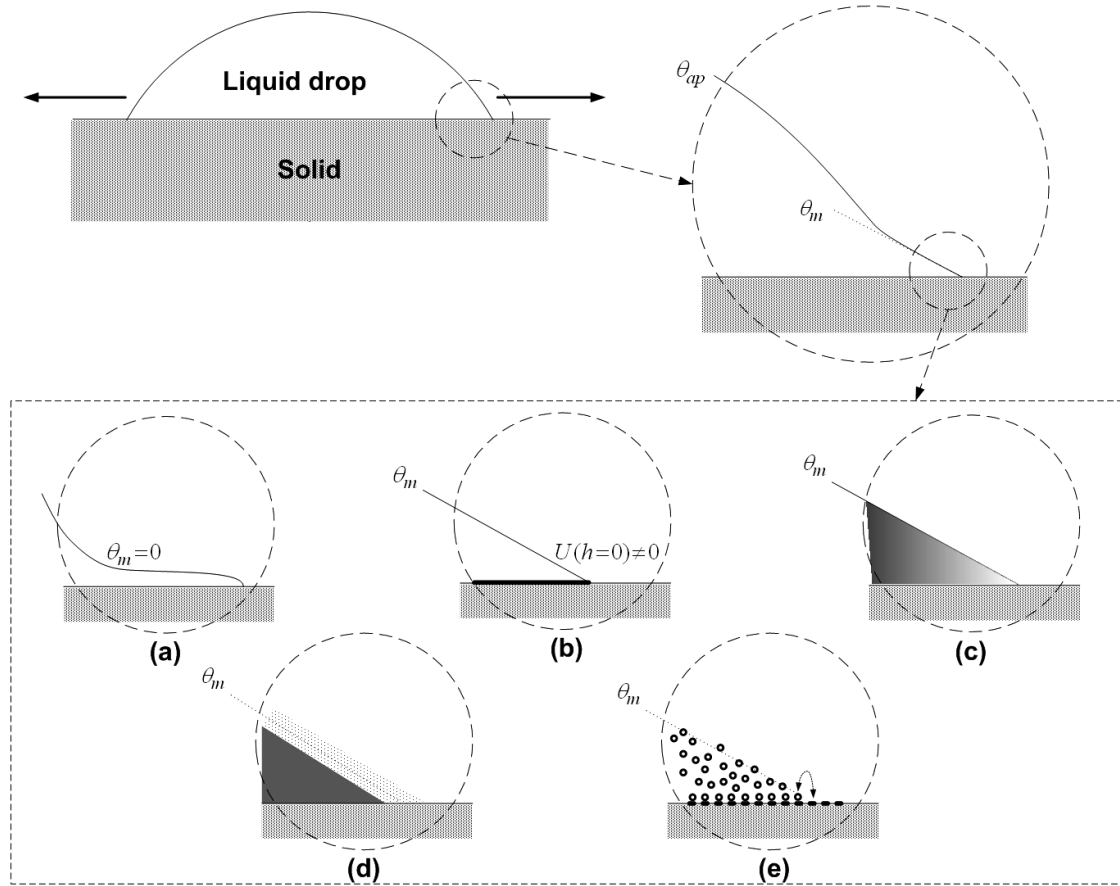 Liquid drop
Solid
θap
θm
θm=0
(a)
θm
U(h=0)≠0
(b)
θm
(c)
θm
(d)
θm
(e)